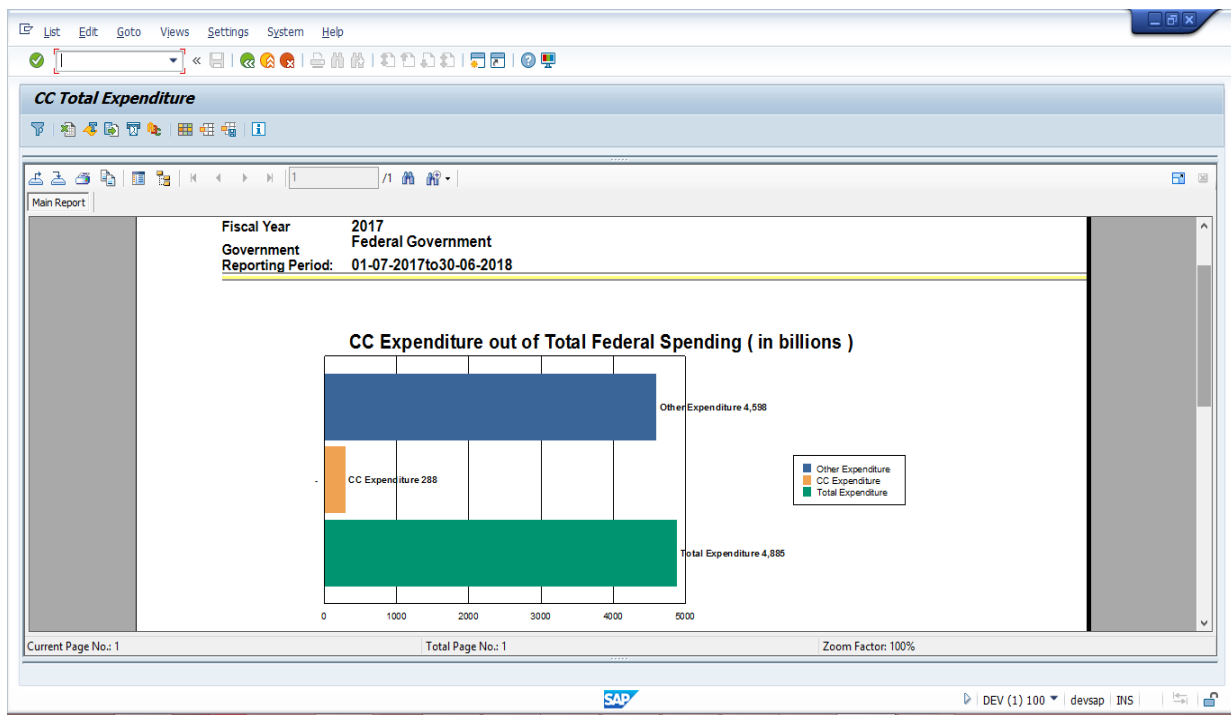 List Edit Goto Views Settings System Help
CC Total Expenditure
1 /1
Main Report
Fiscal Year 2017
Government Federal Government
Reporting Period: 01-07-2017to30-06-2018
CC Expenditure out of Total Federal Spending ( in billions )
Other Expenditure 4,598
- CC Expenditure 288
Total Expenditure 4,885
Other Expenditure
CC Expenditure
Total Expenditure
0 1000 2000 3000 4000 5000
Current Page No.: 1 Total Page No.: 1 Zoom Factor: 100%
SAP DEV (1) 100 devsap INS